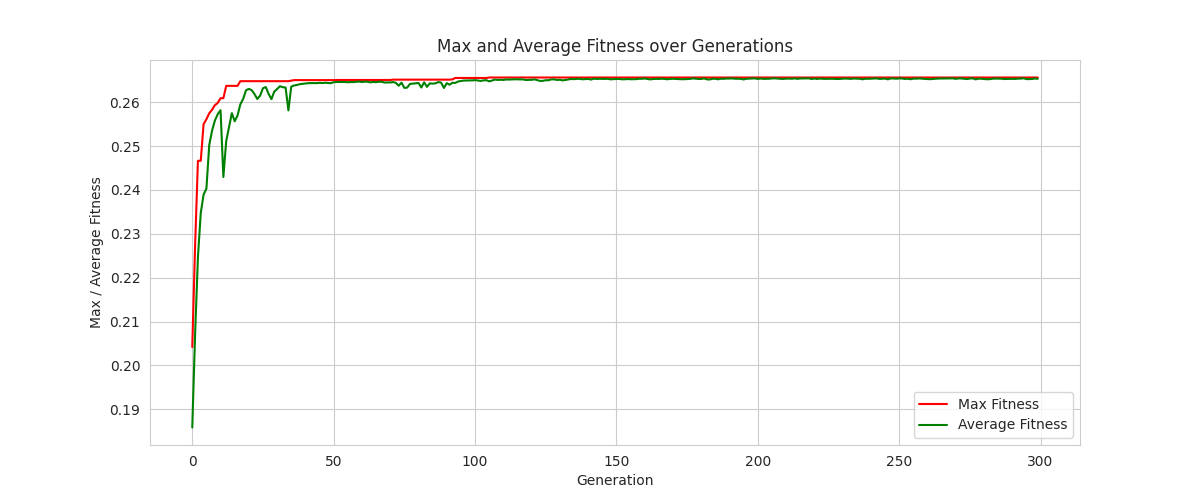 Max and Average Fitness over Generations
Max / Average Fitness
0.26
0.25
0.24
0.23
0.22
0.21
0.20
0.19
0 50 100 150 200 250 300
Generation
Max Fitness
Average Fitness